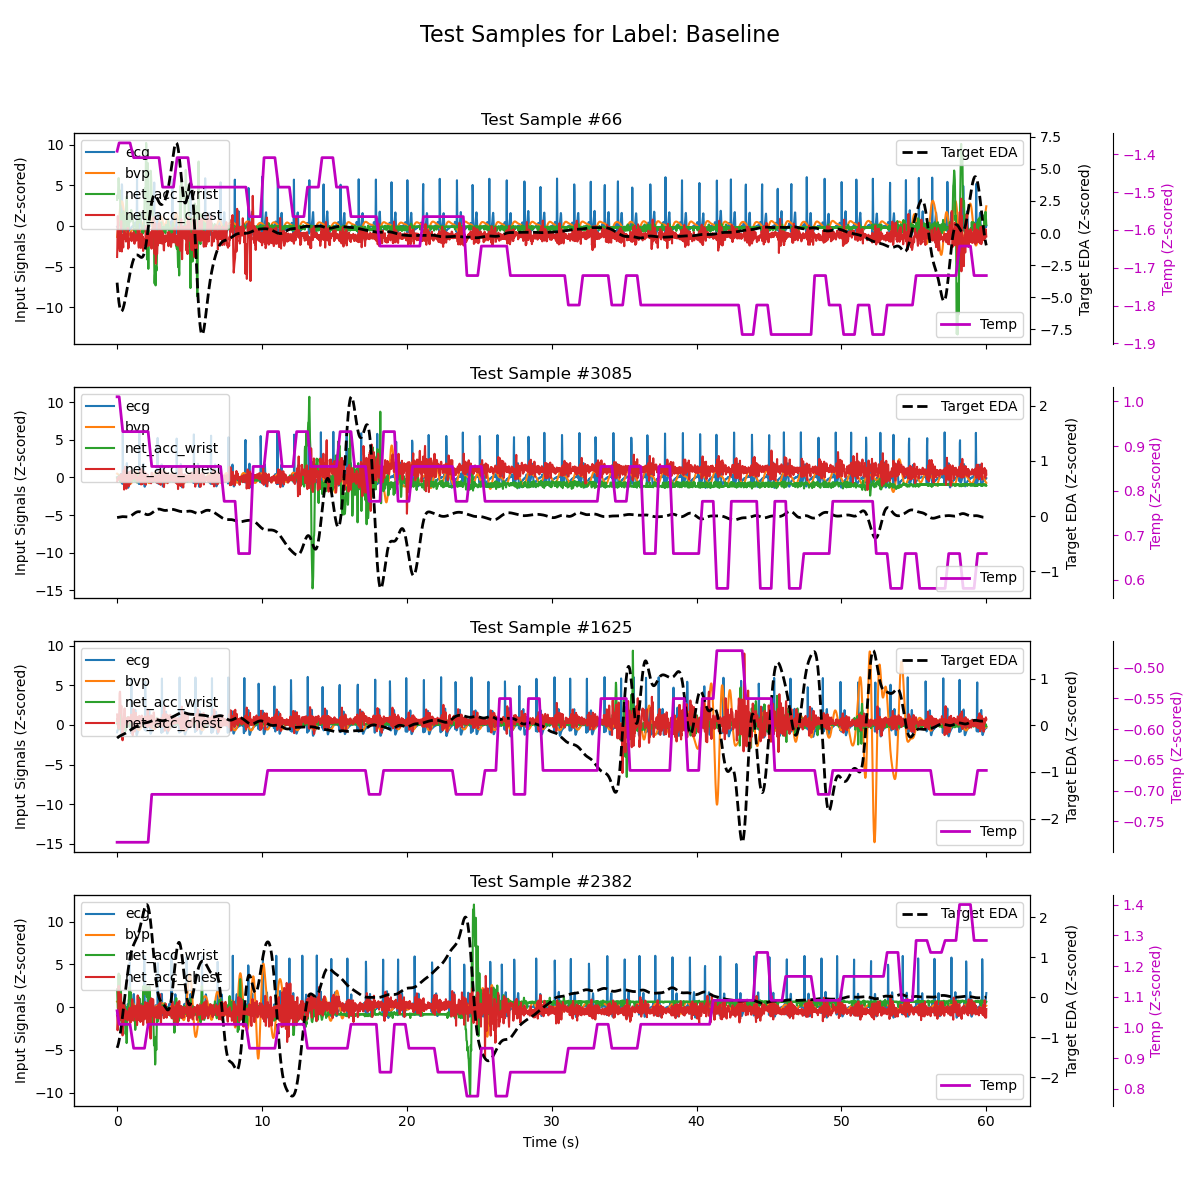 Test Samples for Label: Baseline
Test Sample #66
Input Signals (Z-scored)
10
5
0
−5
−10
ecg
bvp
net_acc_wrist
net_acc_chest
Target EDA
Temp
7.5
5.0
2.5
0.0
−2.5
−5.0
−7.5
Target EDA (Z-scored)
−1.4
−1.5
−1.6
−1.7
−1.8
−1.9
Temp (Z-scored)
Test Sample #3085
Input Signals (Z-scored)
10
5
0
−5
−10
−15
ecg
bvp
net_acc_wrist
net_acc_chest
Target EDA
Temp
2
1
0
−1
Target EDA (Z-scored)
1.0
0.9
0.8
0.7
0.6
Temp (Z-scored)
Test Sample #1625
Input Signals (Z-scored)
10
5
0
−5
−10
−15
ecg
bvp
net_acc_wrist
net_acc_chest
Target EDA
Temp
1
0
−1
−2
Target EDA (Z-scored)
−0.50
−0.55
−0.60
−0.65
−0.70
−0.75
Temp (Z-scored)
Test Sample #2382
Input Signals (Z-scored)
10
5
0
−5
−10
ecg
bvp
net_acc_wrist
net_acc_chest
Target EDA
Temp
2
1
0
−1
−2
Target EDA (Z-scored)
1.4
1.3
1.2
1.1
1.0
0.9
0.8
Temp (Z-scored)
0 10 20 30 40 50 60
Time (s)